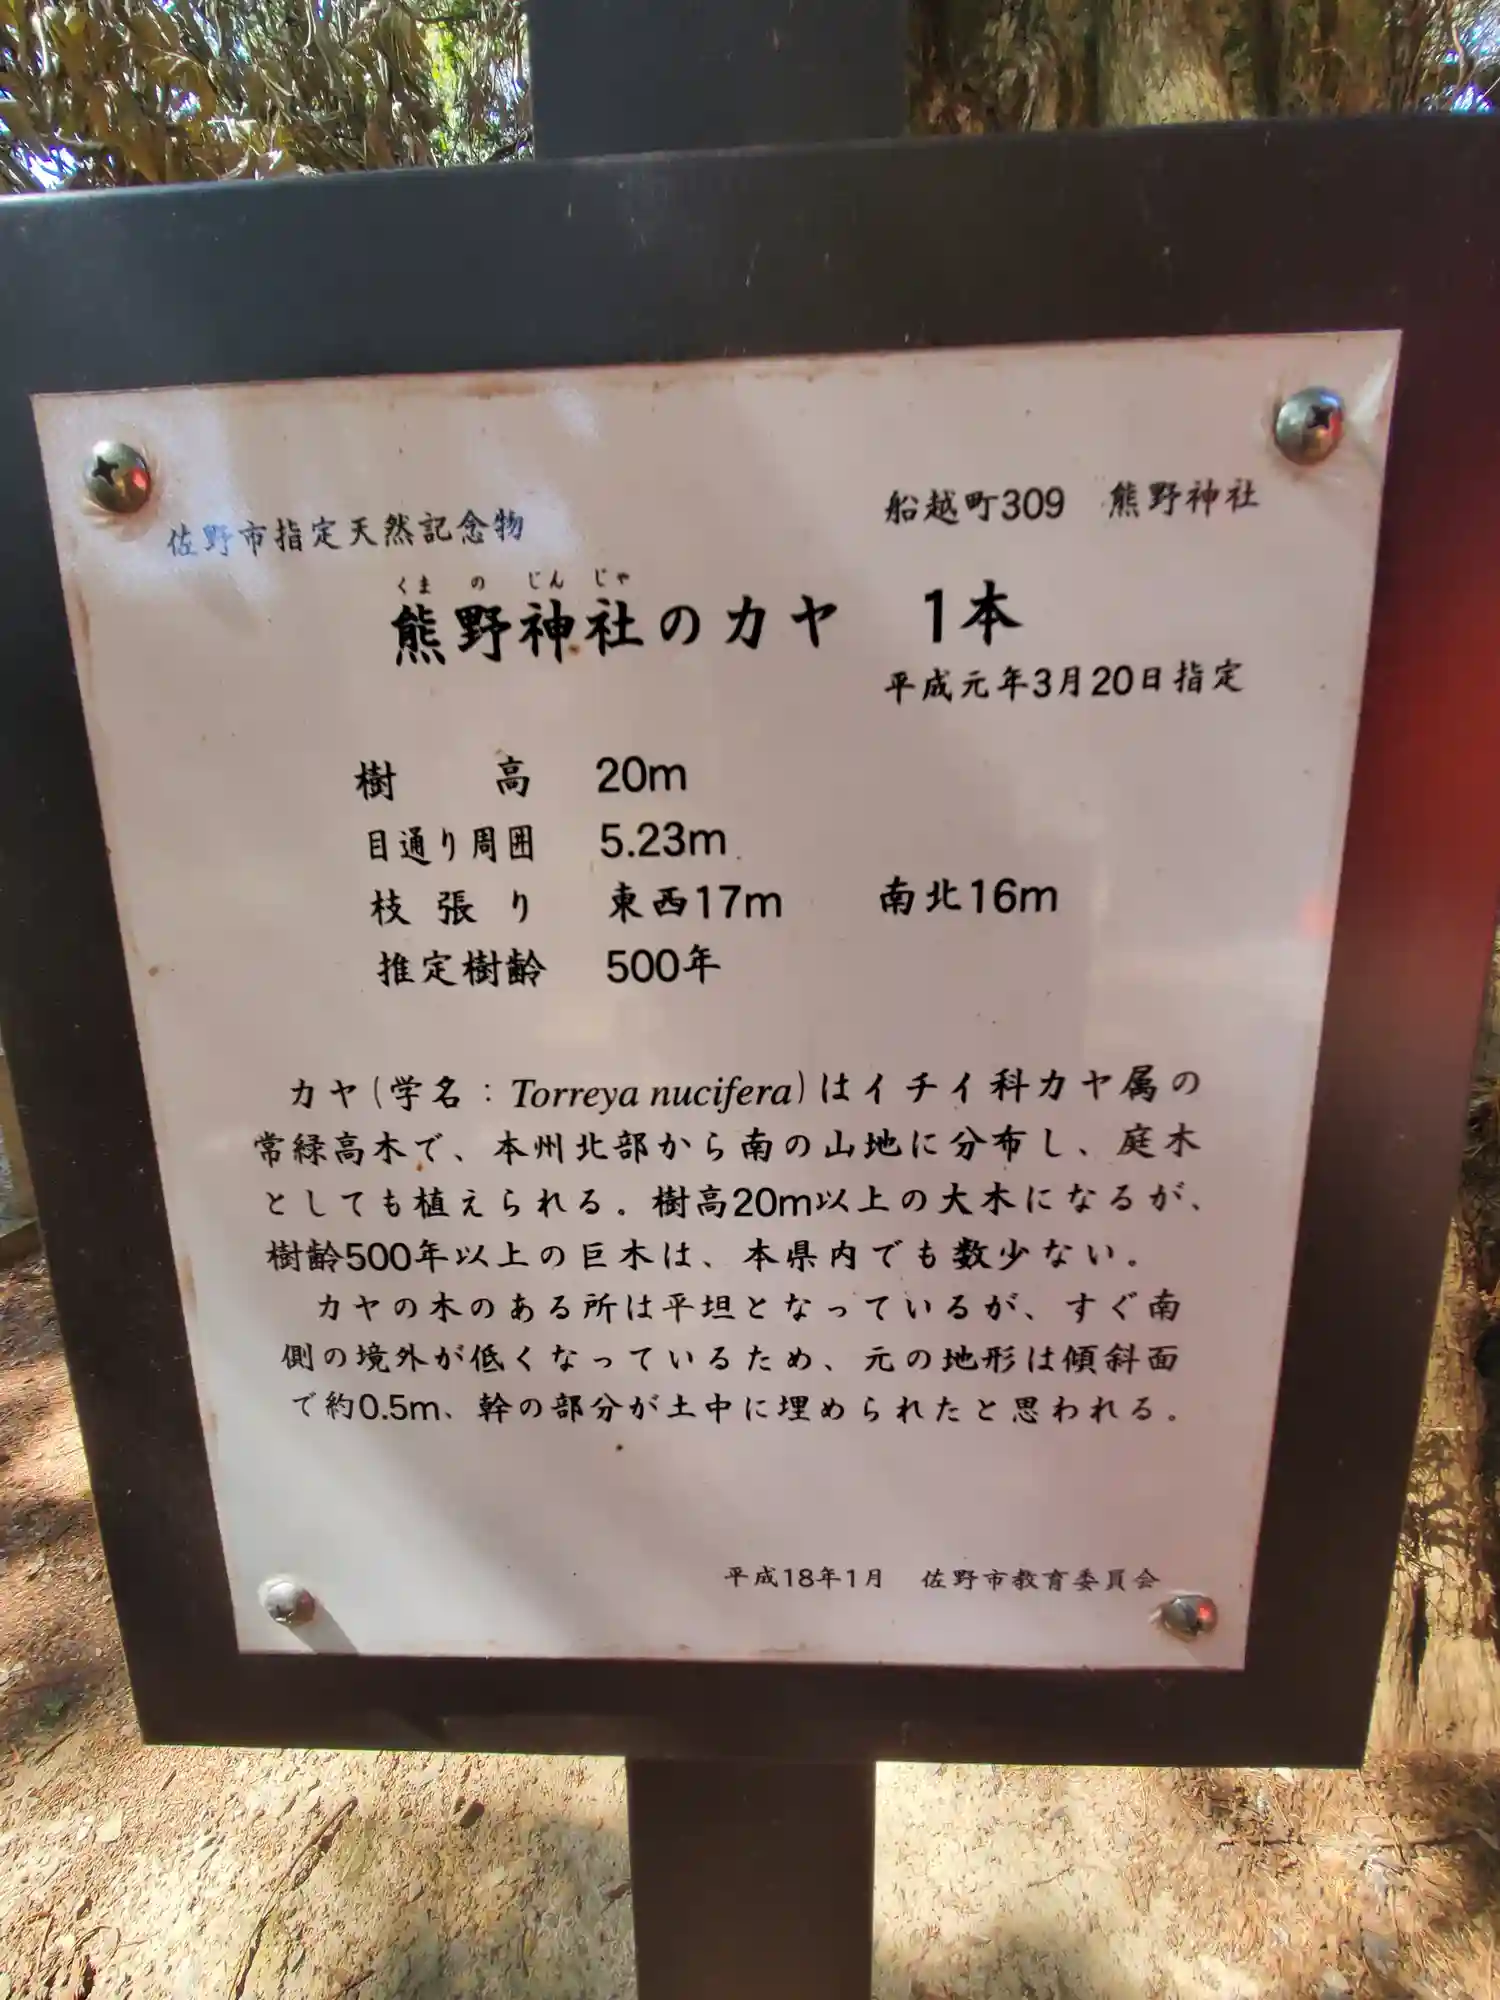 船越町309　熊野神社
佐野市指定天然記念物
くま の じん じゃ
熊野神社のカヤ　1本
平成元年3月20日指定
樹　　高　20m
目通り周囲　5.23m
枝 張 り　東西17m　　南北16m
推定樹齢　500年
カヤ(学名：Torreya nucifera)はイチイ科カヤ属の
常緑高木で、本州北部から南の山地に分布し、庭木
としても植えられる。樹高20m以上の大木になるが、
樹齢500年以上の巨木は、本県内でも数少ない。
カヤの木のある所は平坦となっているが、すぐ南
側の境外が低くなっているため、元の地形は傾斜面
で約0.5m、幹の部分が土中に埋められたと思われる。
平成18年1月　佐野市教育委員会